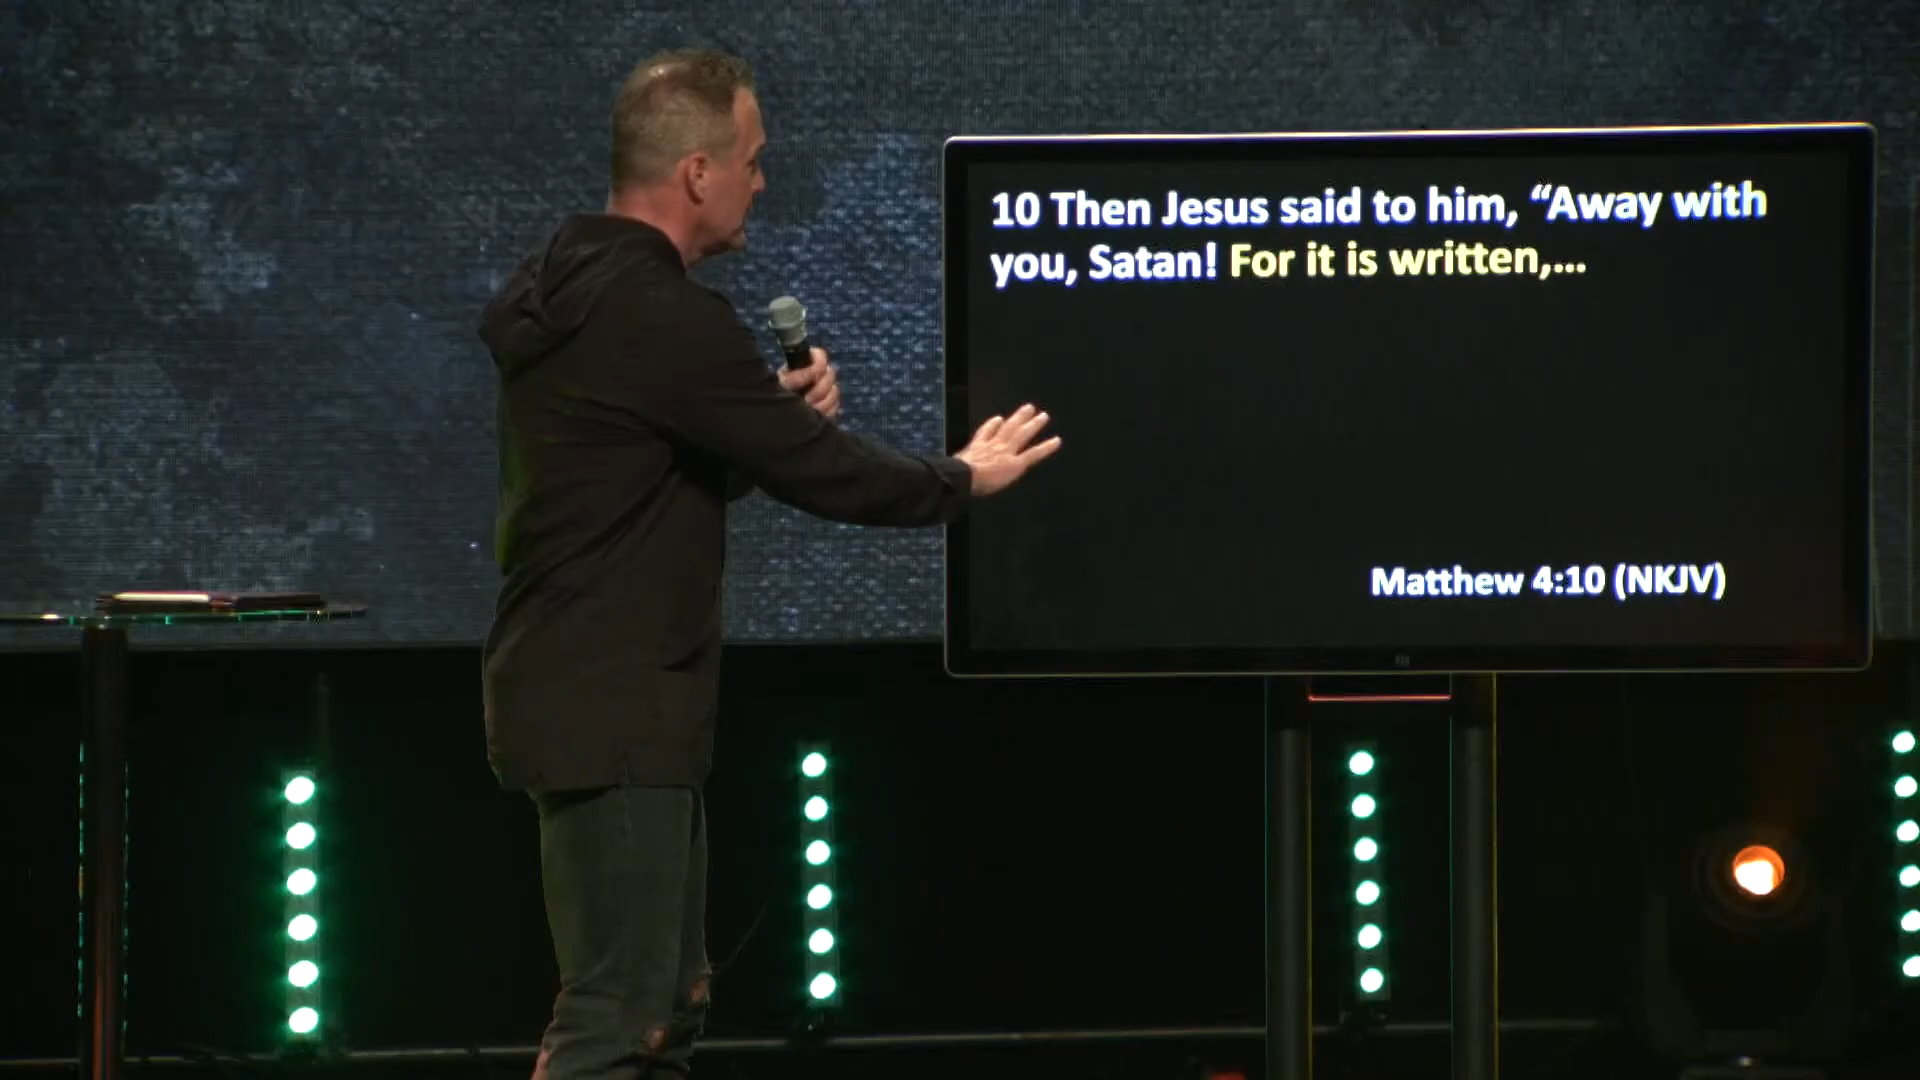 10 Then Jesus said to him, “Away with
you, Satan! For it is written,...
Matthew 4:10 (NKJV)